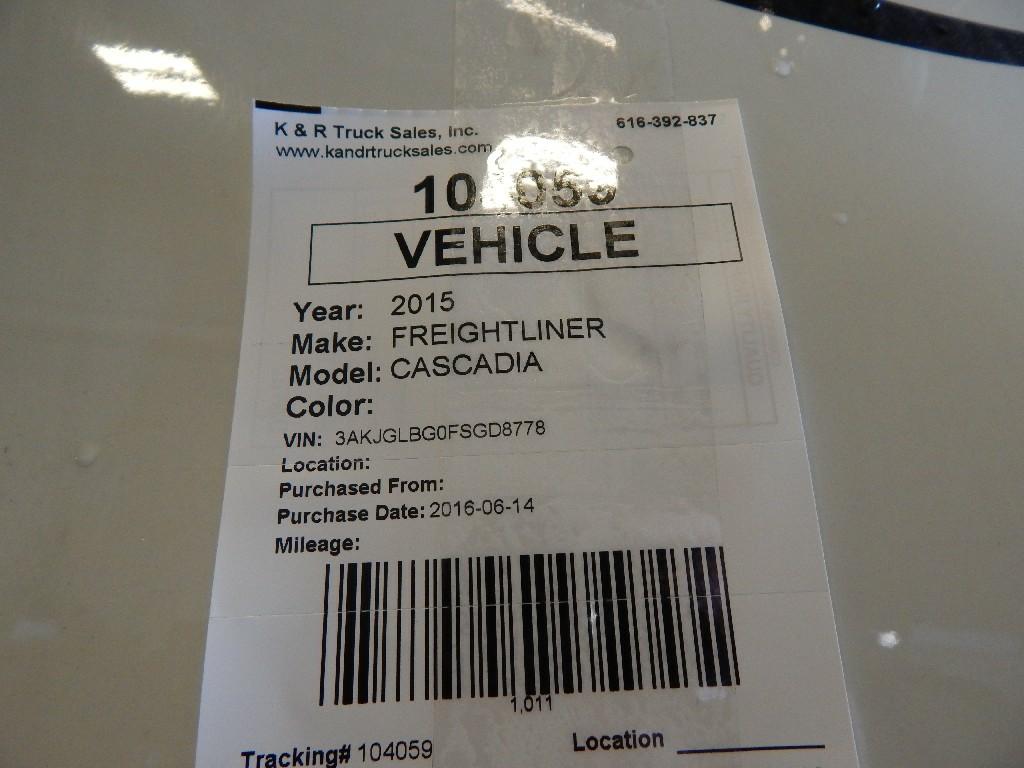 K & R Truck Sales, Inc. 616-392-837
www.kandrtrucksales.com
VEHICLE
Year: 2015
Make: FREIGHTLINER
Model: CASCADIA
Color:
VIN: 3AKJGLBG0FSGD8778
Location:
Purchased From:
Purchase Date: 2016-06-14
Mileage:
1,011
Tracking# 104059 Location